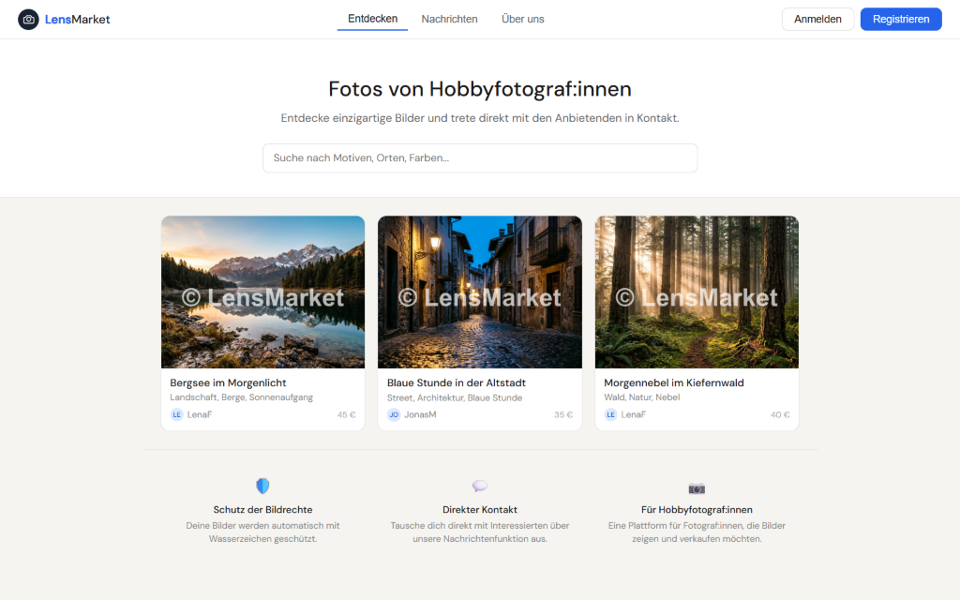 LensMarket
Entdecken
Nachrichten
Über uns
Anmelden
Registrieren
Fotos von Hobbyfotograf:innen
Entdecke einzigartige Bilder und trete direkt mit den Anbietenden in Kontakt.
Suche nach Motiven, Orten, Farben...
© LensMarket
© LensMarket
© LensMarket
Bergsee im Morgenlicht
Landschaft, Berge, Sonnenaufgang
LE LenaF 45 €
Blaue Stunde in der Altstadt
Street, Architektur, Blaue Stunde
JO JonasM 35 €
Morgennebel im Kiefernwald
Wald, Natur, Nebel
LE LenaF 40 €
Schutz der Bildrechte
Deine Bilder werden automatisch mit
Wasserzeichen geschützt.
Direkter Kontakt
Tausche dich direkt mit Interessierten über
unsere Nachrichtenfunktion aus.
Für Hobbyfotograf:innen
Eine Plattform für Fotograf:innen, die Bilder
zeigen und verkaufen möchten.